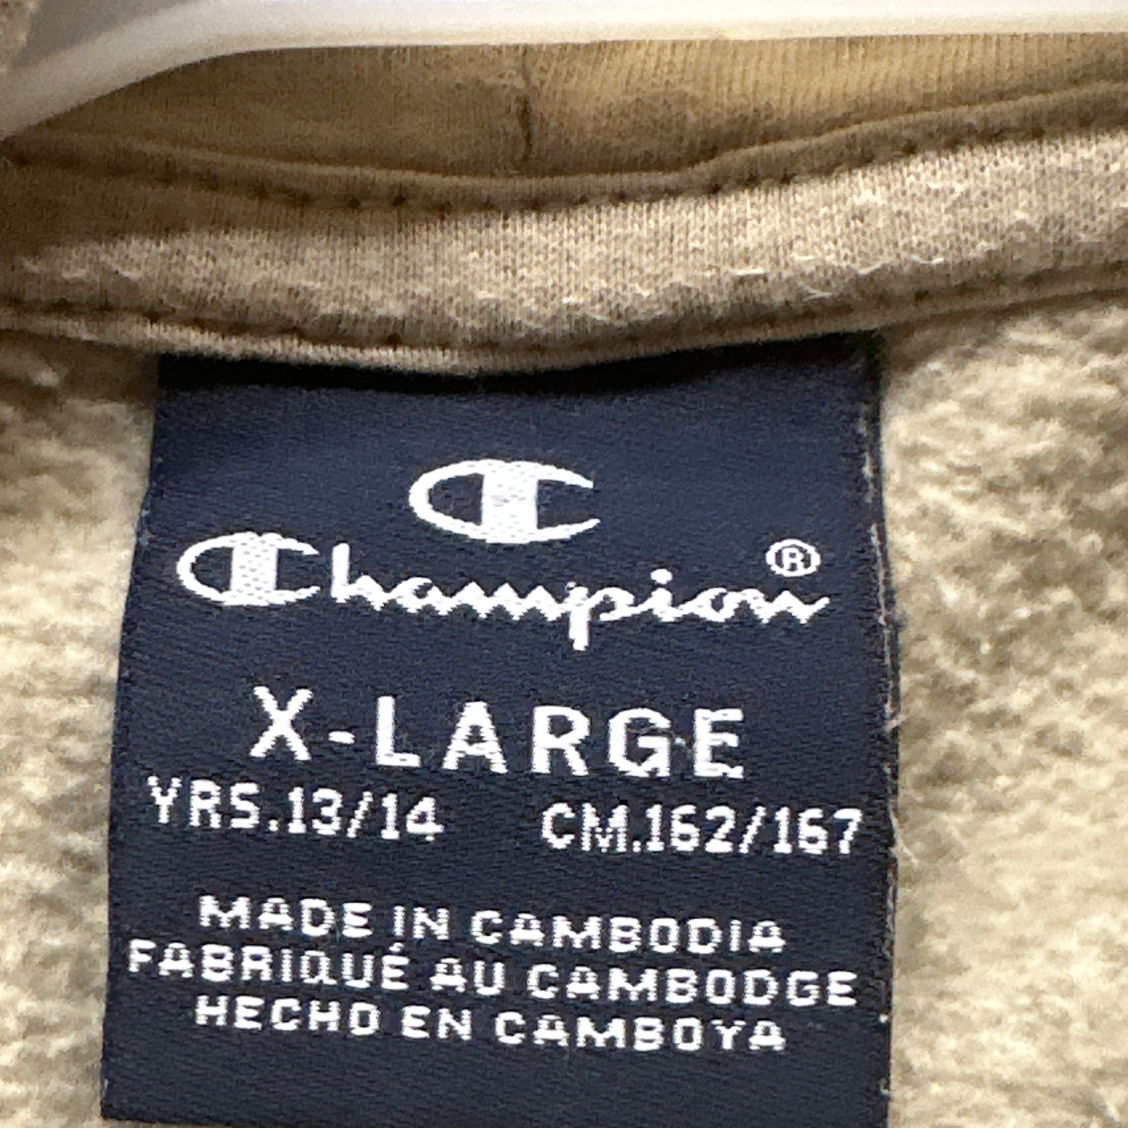 C
Champion®
X-LARGE
YRS.13/14 CM.162/167
MADE IN CAMBODIA
FABRIQUÉ AU CAMBODGE
HECHO EN CAMBOYA